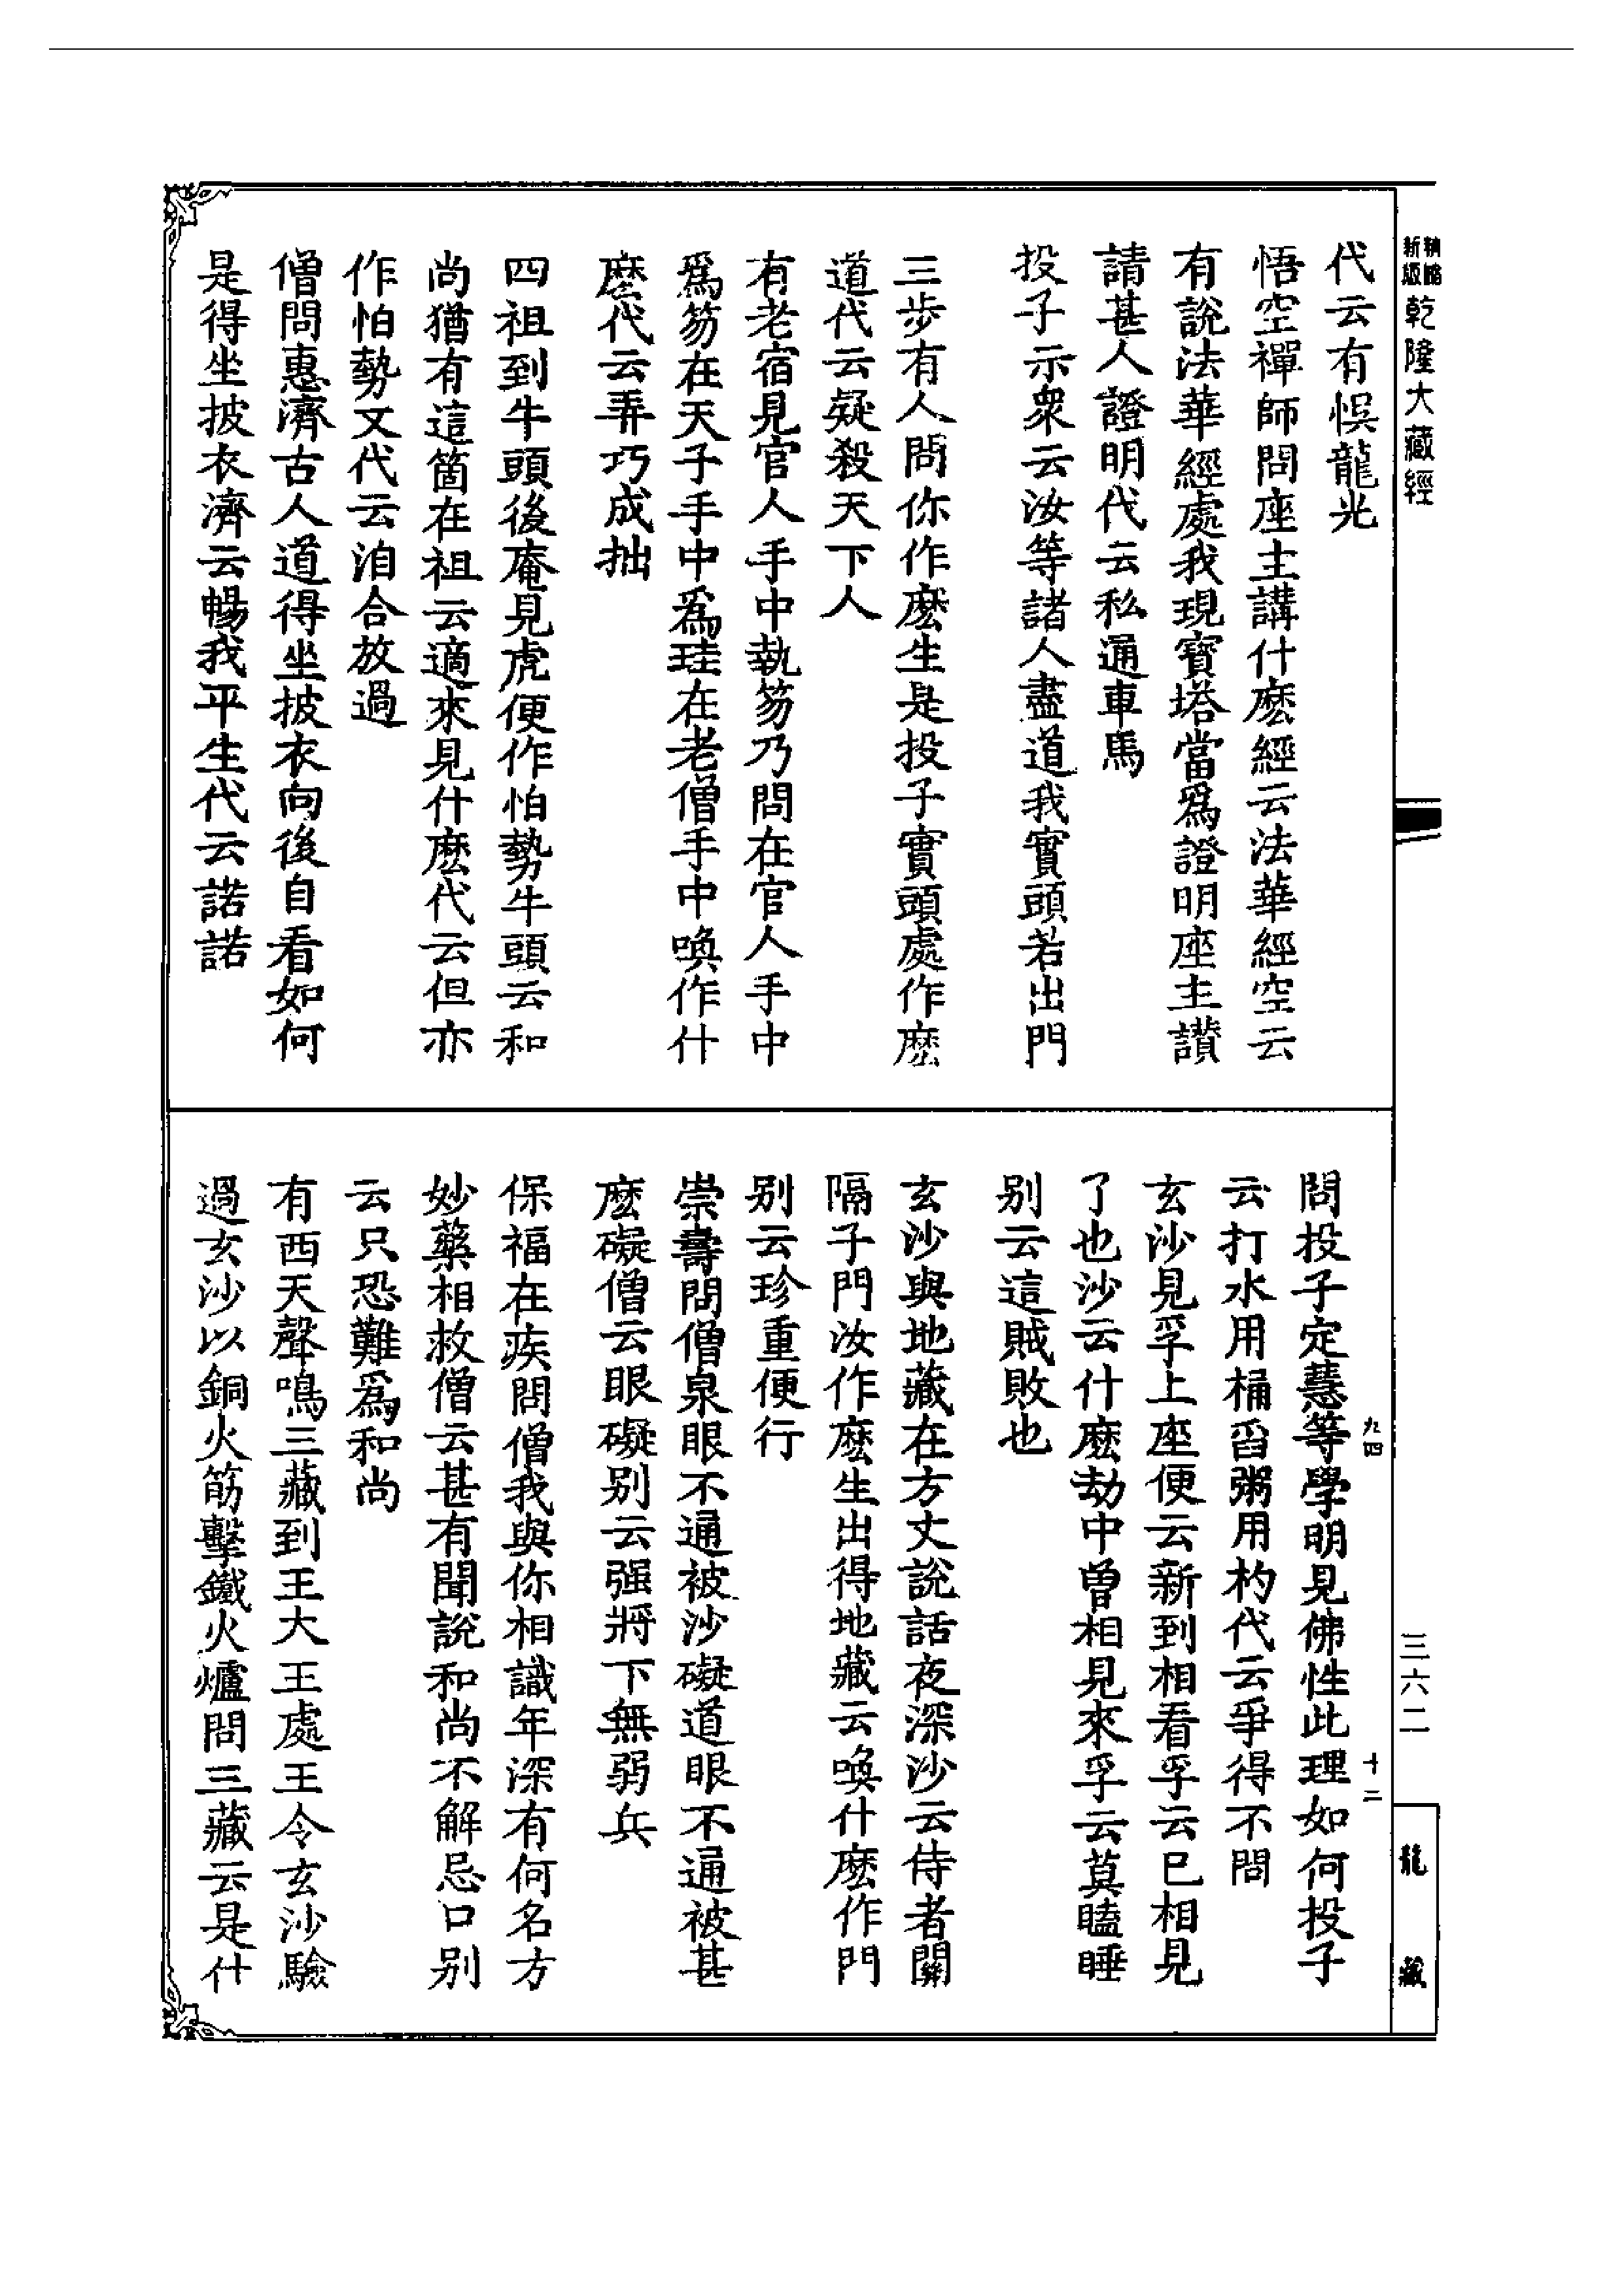 新編縮版乾隆大藏經
代云有悞龍光
悟空禪師問座主講什麽經云法華經空云
有說法華經處我現寶塔當爲證明座主讃
請甚人證明代云私通車馬
投子示衆云汝等諸人盡道我實頭若出門
三步有人問你作麽生是投子實頭處作麽
道代云疑殺天下人
有老宿見官人手中執笏乃問在官人手中
爲笏在天子手中爲珪在老僧手中喚作什
麽代云弄巧成拙
四祖到牛頭後庵見虎便作怕勢牛頭云和
尚猶有這箇在祖云適來見什麽代云但亦
作怕勢又代云洎合放過
僧問惠濟古人道得坐披衣向後自看如何
是得坐披衣濟云暢我平生代云諾諾
九四
十二
問投子定慧等學明見佛性此理如何投子
云打水用桶舀粥用杓代云爭得不問
玄沙見孚上座便云新到相看孚云已相見
了也沙云什麽劫中曾相見來孚云莫瞌睡
别云這賊敗也
玄沙與地藏在方丈說話夜深沙云侍者關
隔子門汝作麽生出得地藏云喚什麽作門
别云珍重便行
崇壽問僧泉眼不通被沙礙道眼不通被甚
麽礙僧云眼礙别云强將下無弱兵
保福在疾問僧我與你相識年深有何名方
妙藥相救僧云甚有聞說和尚不解忌口别
云只恐難爲和尚
有西天聲鳴三藏到王大王處王令玄沙驗
過玄沙以銅火筯擊鐵火爐問三藏云是什
三六二
龍藏